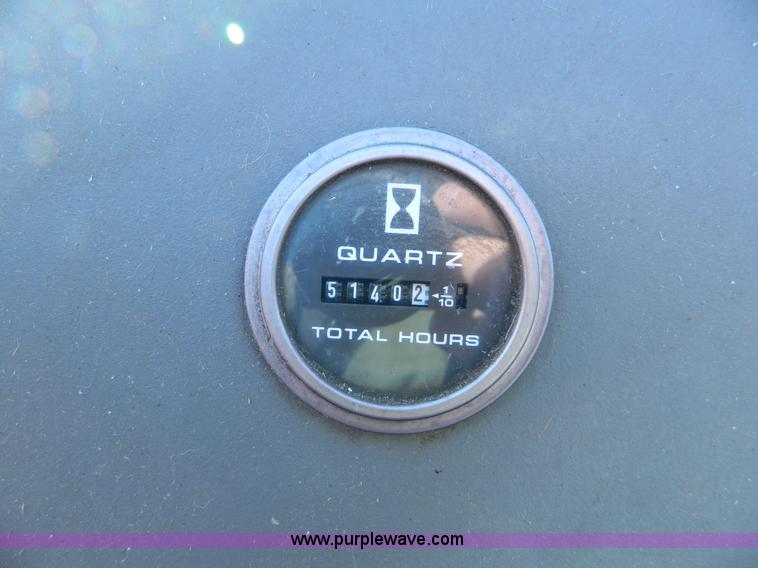 QUARTZ
51402 ◄1/10
TOTAL HOURS
www.purplewave.com